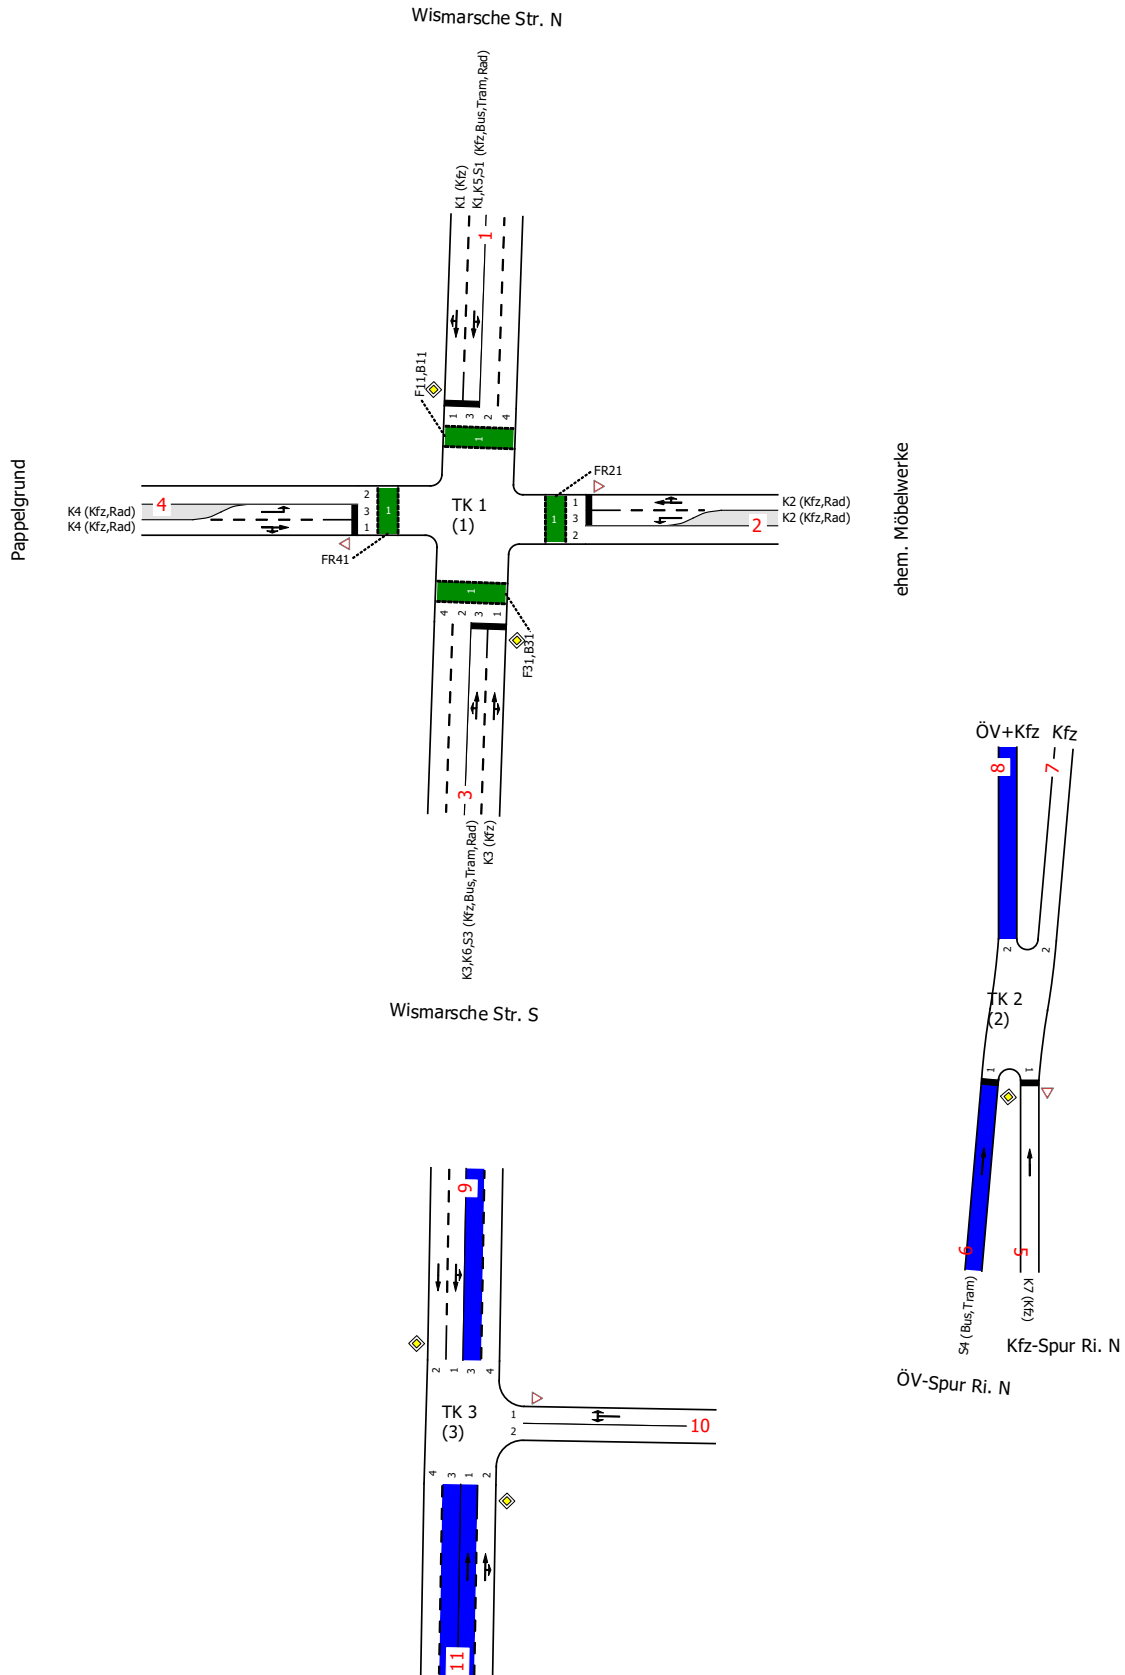 Wismarsche Str. N
K1 (Kfz)
K1,K5,S1 (Kfz,Bus,Tram,Rad)
1
F11,B11
1
3
2
4
1
Pappelgrund
ehem. Möbelwerke
K4 (Kfz,Rad)
K4 (Kfz,Rad)
4
2
3
1
1
FR41
TK 1
(1)
FR21
1
1
3
2
K2 (Kfz,Rad)
K2 (Kfz,Rad)
2
1
4
2
3
1
F31,B31
3
K3,K6,S3 (Kfz,Bus,Tram,Rad)
K3 (Kfz)
Wismarsche Str. S
ÖV+Kfz
Kfz
8
7
2
2
TK 2
(2)
1
1
9
5
S4 (Bus,Tram)
K7 (Kfz)
Kfz-Spur Ri. N
ÖV-Spur Ri. N
9
2
1
3
4
TK 3
(3)
1
2
10
4
3
1
2
11